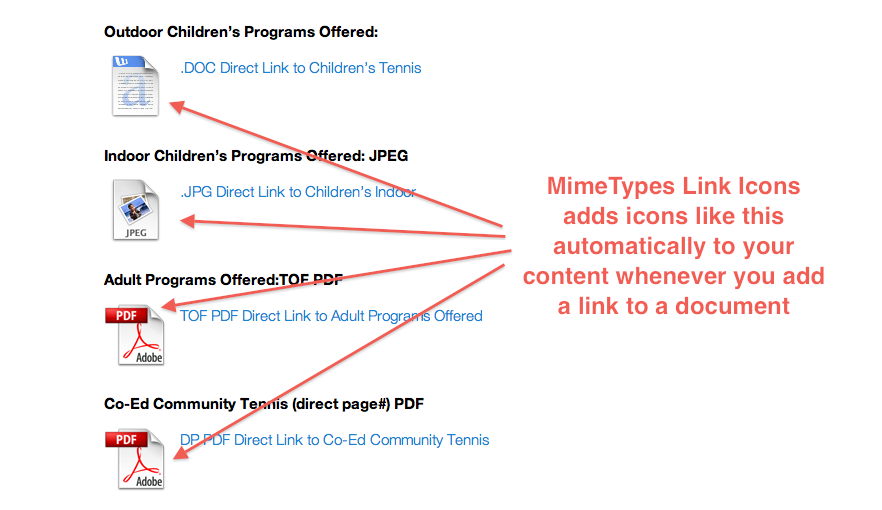 Outdoor Children’s Programs Offered:
.DOC Direct Link to Children’s Tennis
Indoor Children’s Programs Offered: JPEG
.JPG Direct Link to Children’s Indoor
JPEG
Adult Programs Offered:TOF PDF
PDF
TOF PDF Direct Link to Adult Programs Offered
Adobe
Co-Ed Community Tennis (direct page#) PDF
PDF
DP PDF Direct Link to Co-Ed Community Tennis
Adobe
MimeTypes Link Icons
adds icons like this
automatically to your
content whenever you add
a link to a document